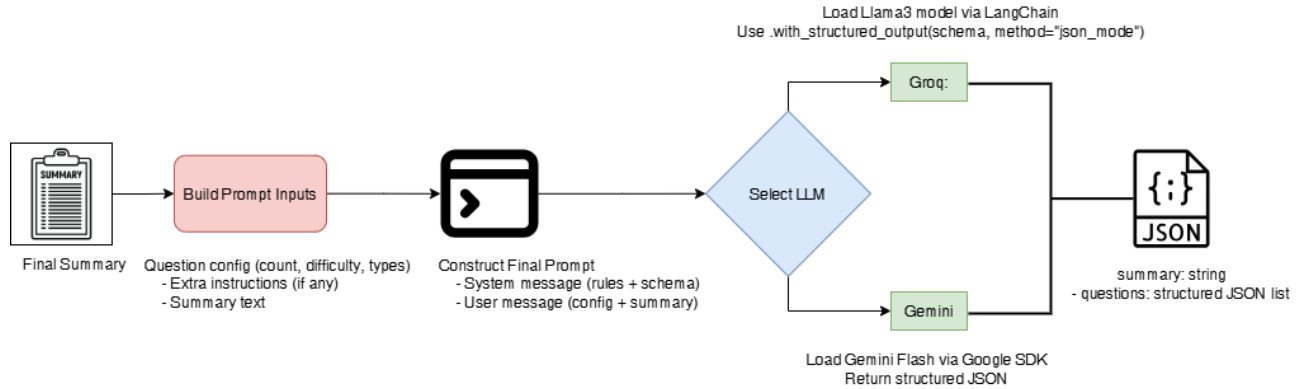 Load Llama3 model via LangChain
Use .with_structured_output(schema, method="json_mode")
Groq:
SUMMARY
Build Prompt Inputs
Select LLM
{;}
JSON
Final Summary
Question config (count, difficulty, types)
- Extra instructions (if any)
- Summary text
Construct Final Prompt
- System message (rules + schema)
- User message (config + summary)
summary: string
- questions: structured JSON list
Gemini
Load Gemini Flash via Google SDK
Return structured JSON